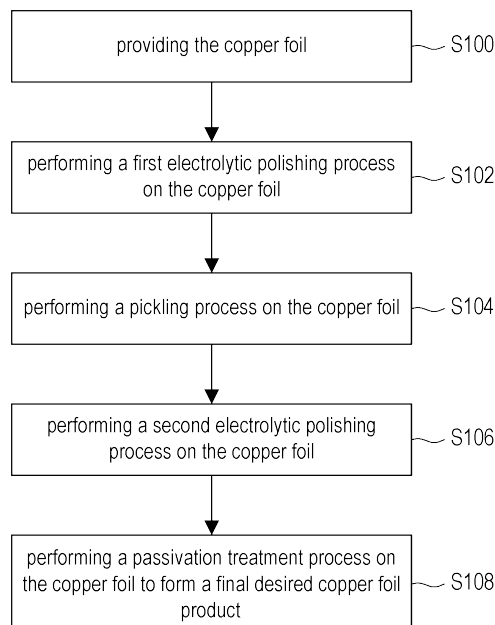 providing the copper foil
S100
performing a first electrolytic polishing process
on the copper foil
S102
performing a pickling process on the copper foil
S104
performing a second electrolytic polishing
process on the copper foil
S106
performing a passivation treatment process on
the copper foil to form a final desired copper foil
product
S108